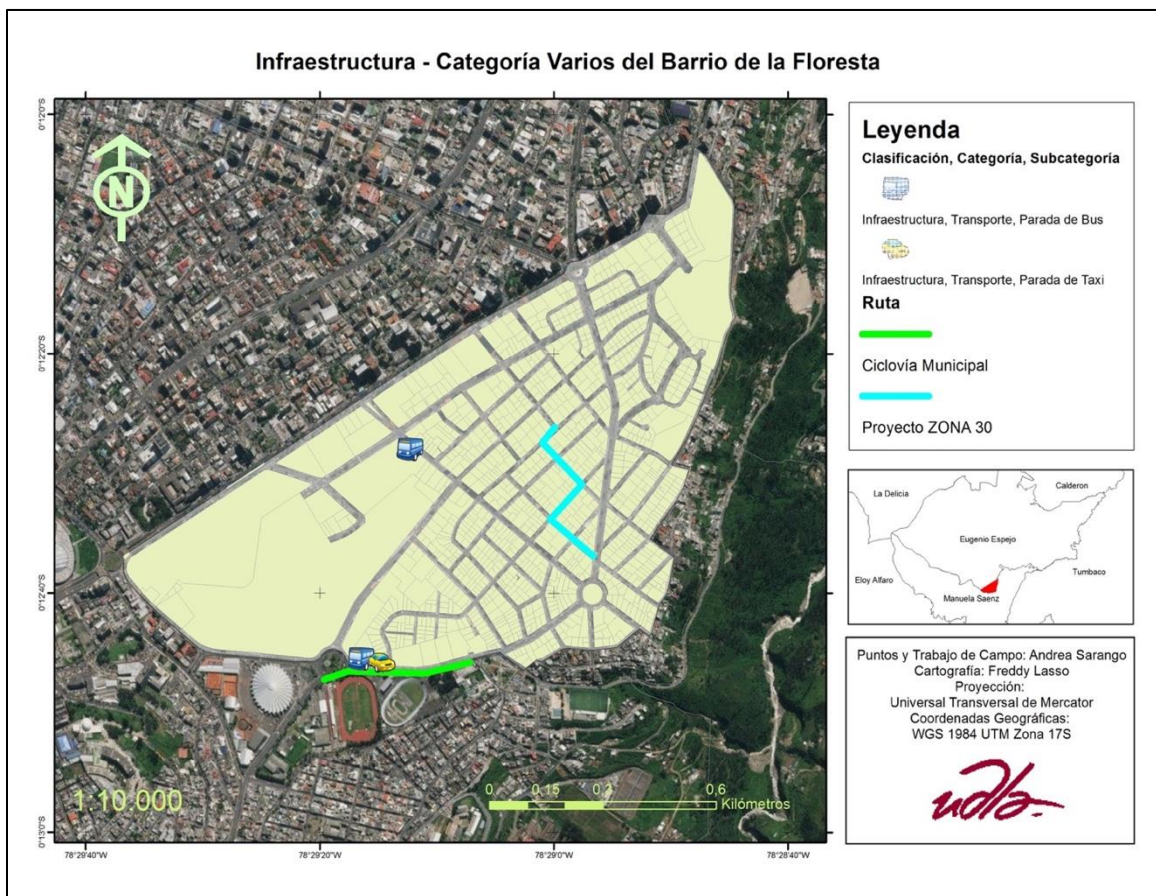 Infraestructura - Categoría Varios del Barrio de la Floresta
0°12'0"S
0°12'20"S
0°12'40"S
0°13'0"S
78°29'40"W
78°29'20"W
78°29'0"W
78°28'40"W
N
1:10.000
0 0,15 0,3 0,6
Kilómetros
Leyenda
Clasificación, Categoría, Subcategoría
Infraestructura, Transporte, Parada de Bus
Infraestructura, Transporte, Parada de Taxi
Ruta
Ciclovía Municipal
Proyecto ZONA 30
La Delicia
Calderon
Eugenio Espejo
Eloy Alfaro
Tumbaco
Manuela Saenz
Puntos y Trabajo de Campo: Andrea Sarango
Cartografía: Freddy Lasso
Proyección:
Universal Transversal de Mercator
Coordenadas Geográficas:
WGS 1984 UTM Zona 17S
udla